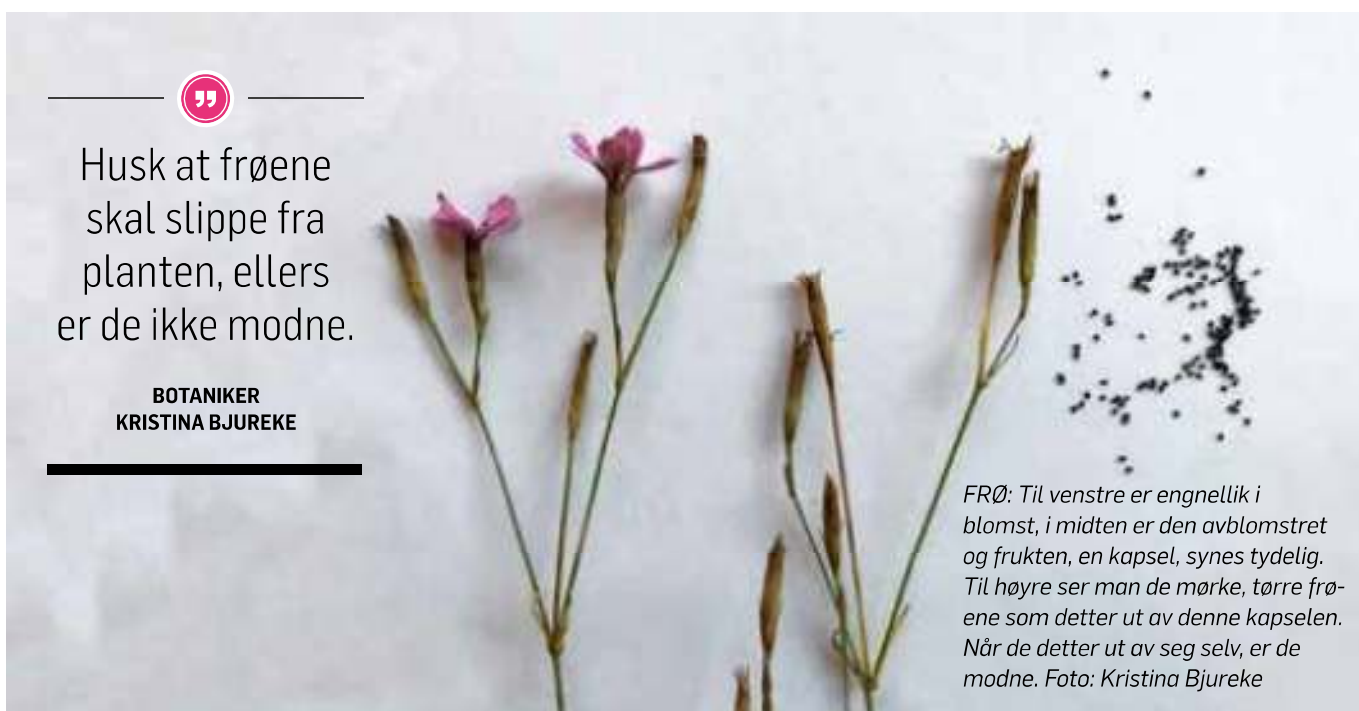 Husk at frøene
skal slippe fra
planten, ellers
er de ikke modne.
BOTANIKER
KRISTINA BJUREKE
FRØ: Til venstre er engnellik i
blomst, i midten er den avblomstret
og frukten, en kapsel, synes tydelig.
Til høyre ser man de mørke, tørre frø-
ene som detter ut av denne kapselen.
Når de detter ut av seg selv, er de
modne. Foto: Kristina Bjureke